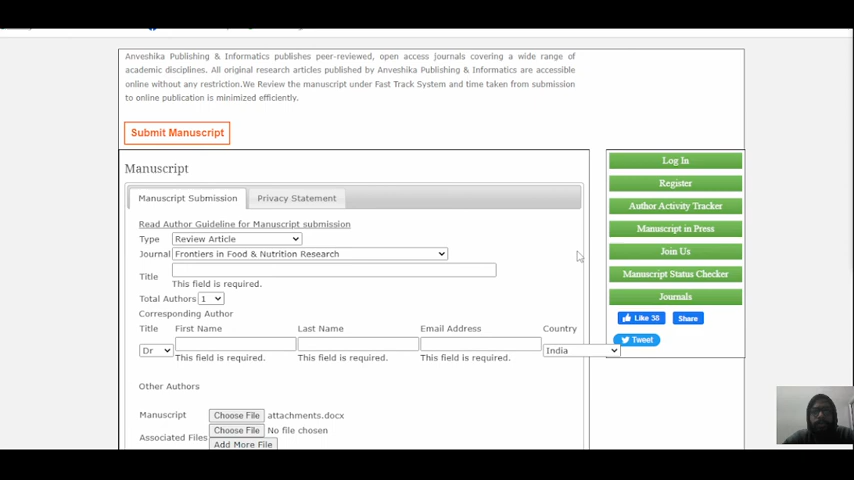 Anveshika Publishing & Informatics publishes peer-reviewed, open access journals covering a wide range of
academic disciplines. All original research articles published by Anveshika Publishing & Informatics are accessible
online without any restriction.We Review the manuscript under Fast Track System and time taken from submission
to online publication is minimized efficiently.
Submit Manuscript
Manuscript
Manuscript Submission
Privacy Statement
Read Author Guideline for Manuscript submission
Type Review Article
Journal Frontiers in Food & Nutrition Research
Title
This field is required.
Total Authors 1
Corresponding Author
Title First Name Last Name Email Address Country
Dr India
This field is required. This field is required. This field is required.
Other Authors
Manuscript Choose File attachments.docx
Associated Files Choose File No file chosen
Add More File
Log In
Register
Author Activity Tracker
Manuscript in Press
Join Us
Manuscript Status Checker
Journals
Like 38 Share
Tweet